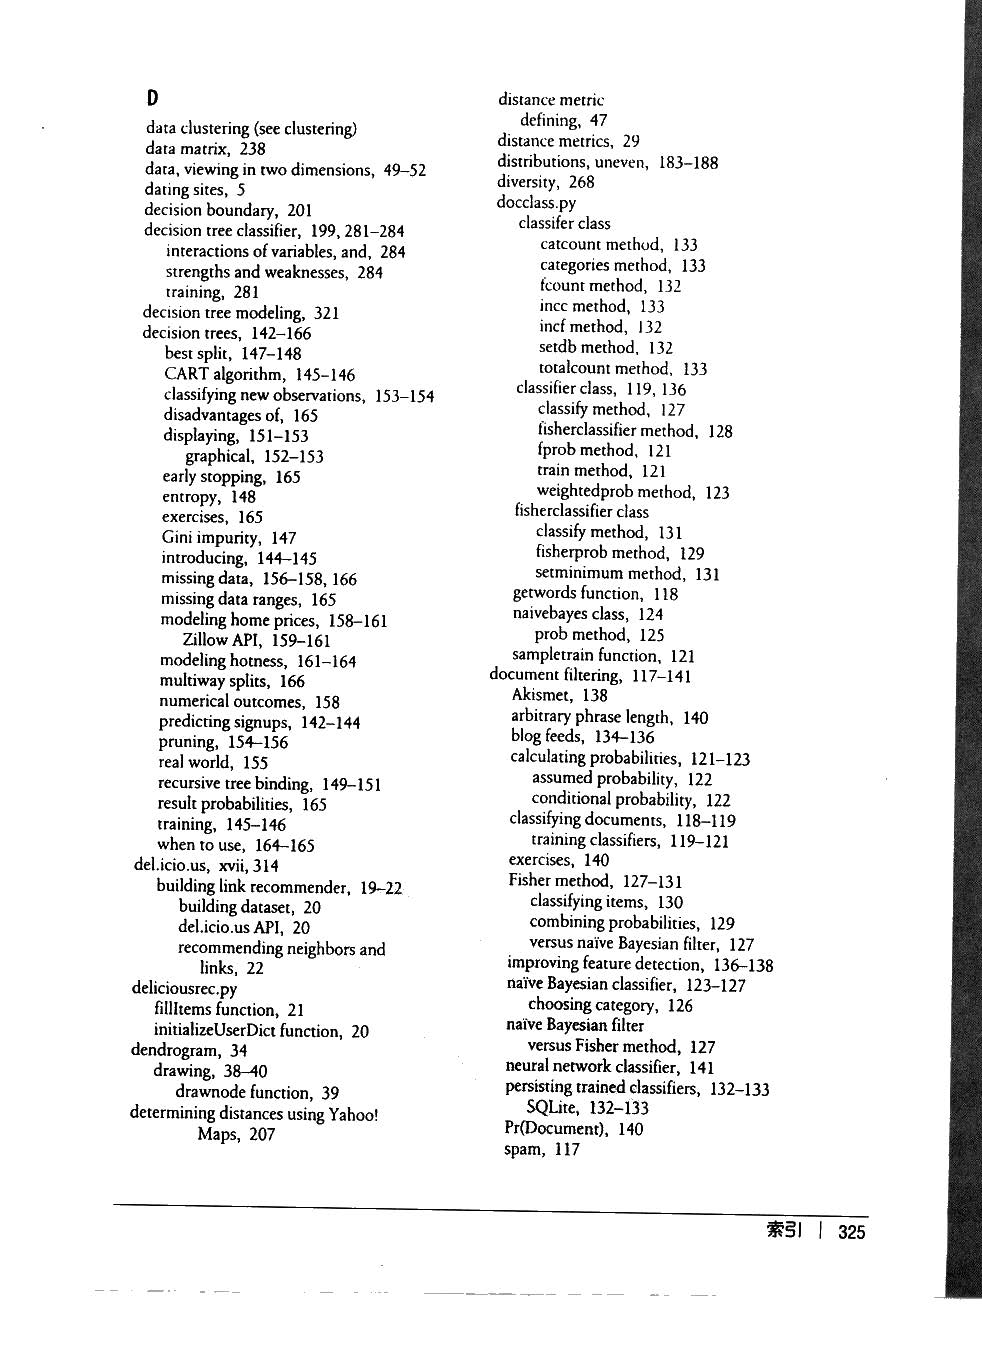 D
data clustering (see clustering)
data matrix, 238
data, viewing in two dimensions, 49–52
dating sites, 5
decision boundary, 201
decision tree classifier, 199, 281–284
interactions of variables, and, 284
strengths and weaknesses, 284
training, 281
decision tree modeling, 321
decision trees, 142–166
best split, 147–148
CART algorithm, 145–146
classifying new observations, 153–154
disadvantages of, 165
displaying, 151–153
graphical, 152–153
early stopping, 165
entropy, 148
exercises, 165
Gini impurity, 147
introducing, 144–145
missing data, 156–158, 166
missing data ranges, 165
modeling home prices, 158–161
Zillow API, 159–161
modeling hotness, 161–164
multiway splits, 166
numerical outcomes, 158
predicting signups, 142–144
pruning, 154–156
real world, 155
recursive tree binding, 149–151
result probabilities, 165
training, 145–146
when to use, 164–165
del.icio.us, xvii, 314
building link recommender, 19–22
building dataset, 20
del.icio.us API, 20
recommending neighbors and
links, 22
deliciousrec.py
fillItems function, 21
initializeUserDict function, 20
dendrogram, 34
drawing, 38–40
drawnode function, 39
determining distances using Yahoo!
Maps, 207
distance metric
defining, 47
distance metrics, 29
distributions, uneven, 183–188
diversity, 268
docclass.py
classifer class
catcount method, 133
categories method, 133
fcount method, 132
incc method, 133
incf method, 132
setdb method, 132
totalcount method, 133
classifier class, 119, 136
classify method, 127
fisherclassifier method, 128
fprob method, 121
train method, 121
weightedprob method, 123
fisherclassifier class
classify method, 131
fisherprob method, 129
setminimum method, 131
getwords function, 118
naivebayes class, 124
prob method, 125
sampletrain function, 121
document filtering, 117–141
Akismet, 138
arbitrary phrase length, 140
blog feeds, 134–136
calculating probabilities, 121–123
assumed probability, 122
conditional probability, 122
classifying documents, 118–119
training classifiers, 119–121
exercises, 140
Fisher method, 127–131
classifying items, 130
combining probabilities, 129
versus naïve Bayesian filter, 127
improving feature detection, 136–138
naïve Bayesian classifier, 123–127
choosing category, 126
naïve Bayesian filter
versus Fisher method, 127
neural network classifier, 141
persisting trained classifiers, 132–133
SQLite, 132–133
Pr(Document), 140
spam, 117
索引 | 325